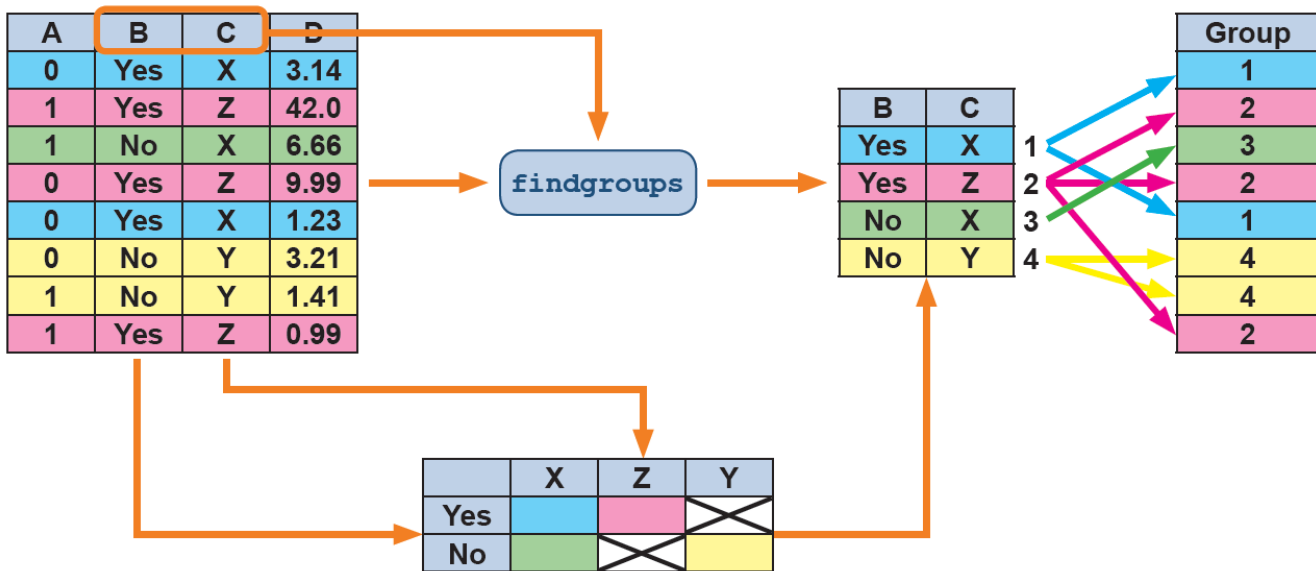 A B C D
0 Yes X 3.14
1 Yes Z 42.0
1 No X 6.66
0 Yes Z 9.99
0 Yes X 1.23
0 No Y 3.21
1 No Y 1.41
1 Yes Z 0.99
findgroups
B C
Yes X 1
Yes Z 2
No X 3
No Y 4
Group
1
2
3
2
1
4
4
2
X Z Y
Yes
No